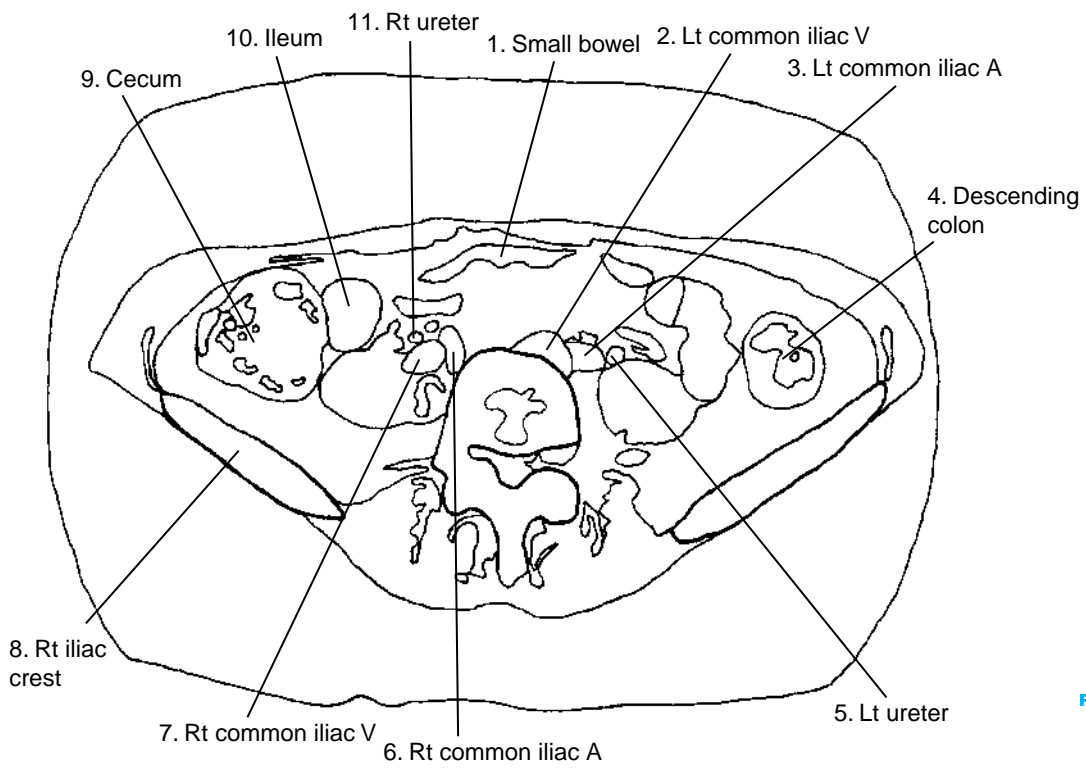 11. Rt ureter
10. Ileum
1. Small bowel
2. Lt common iliac V
3. Lt common iliac A
9. Cecum
4. Descending
colon
8. Rt iliac
crest
7. Rt common iliac V
6. Rt common iliac A
5. Lt ureter
F